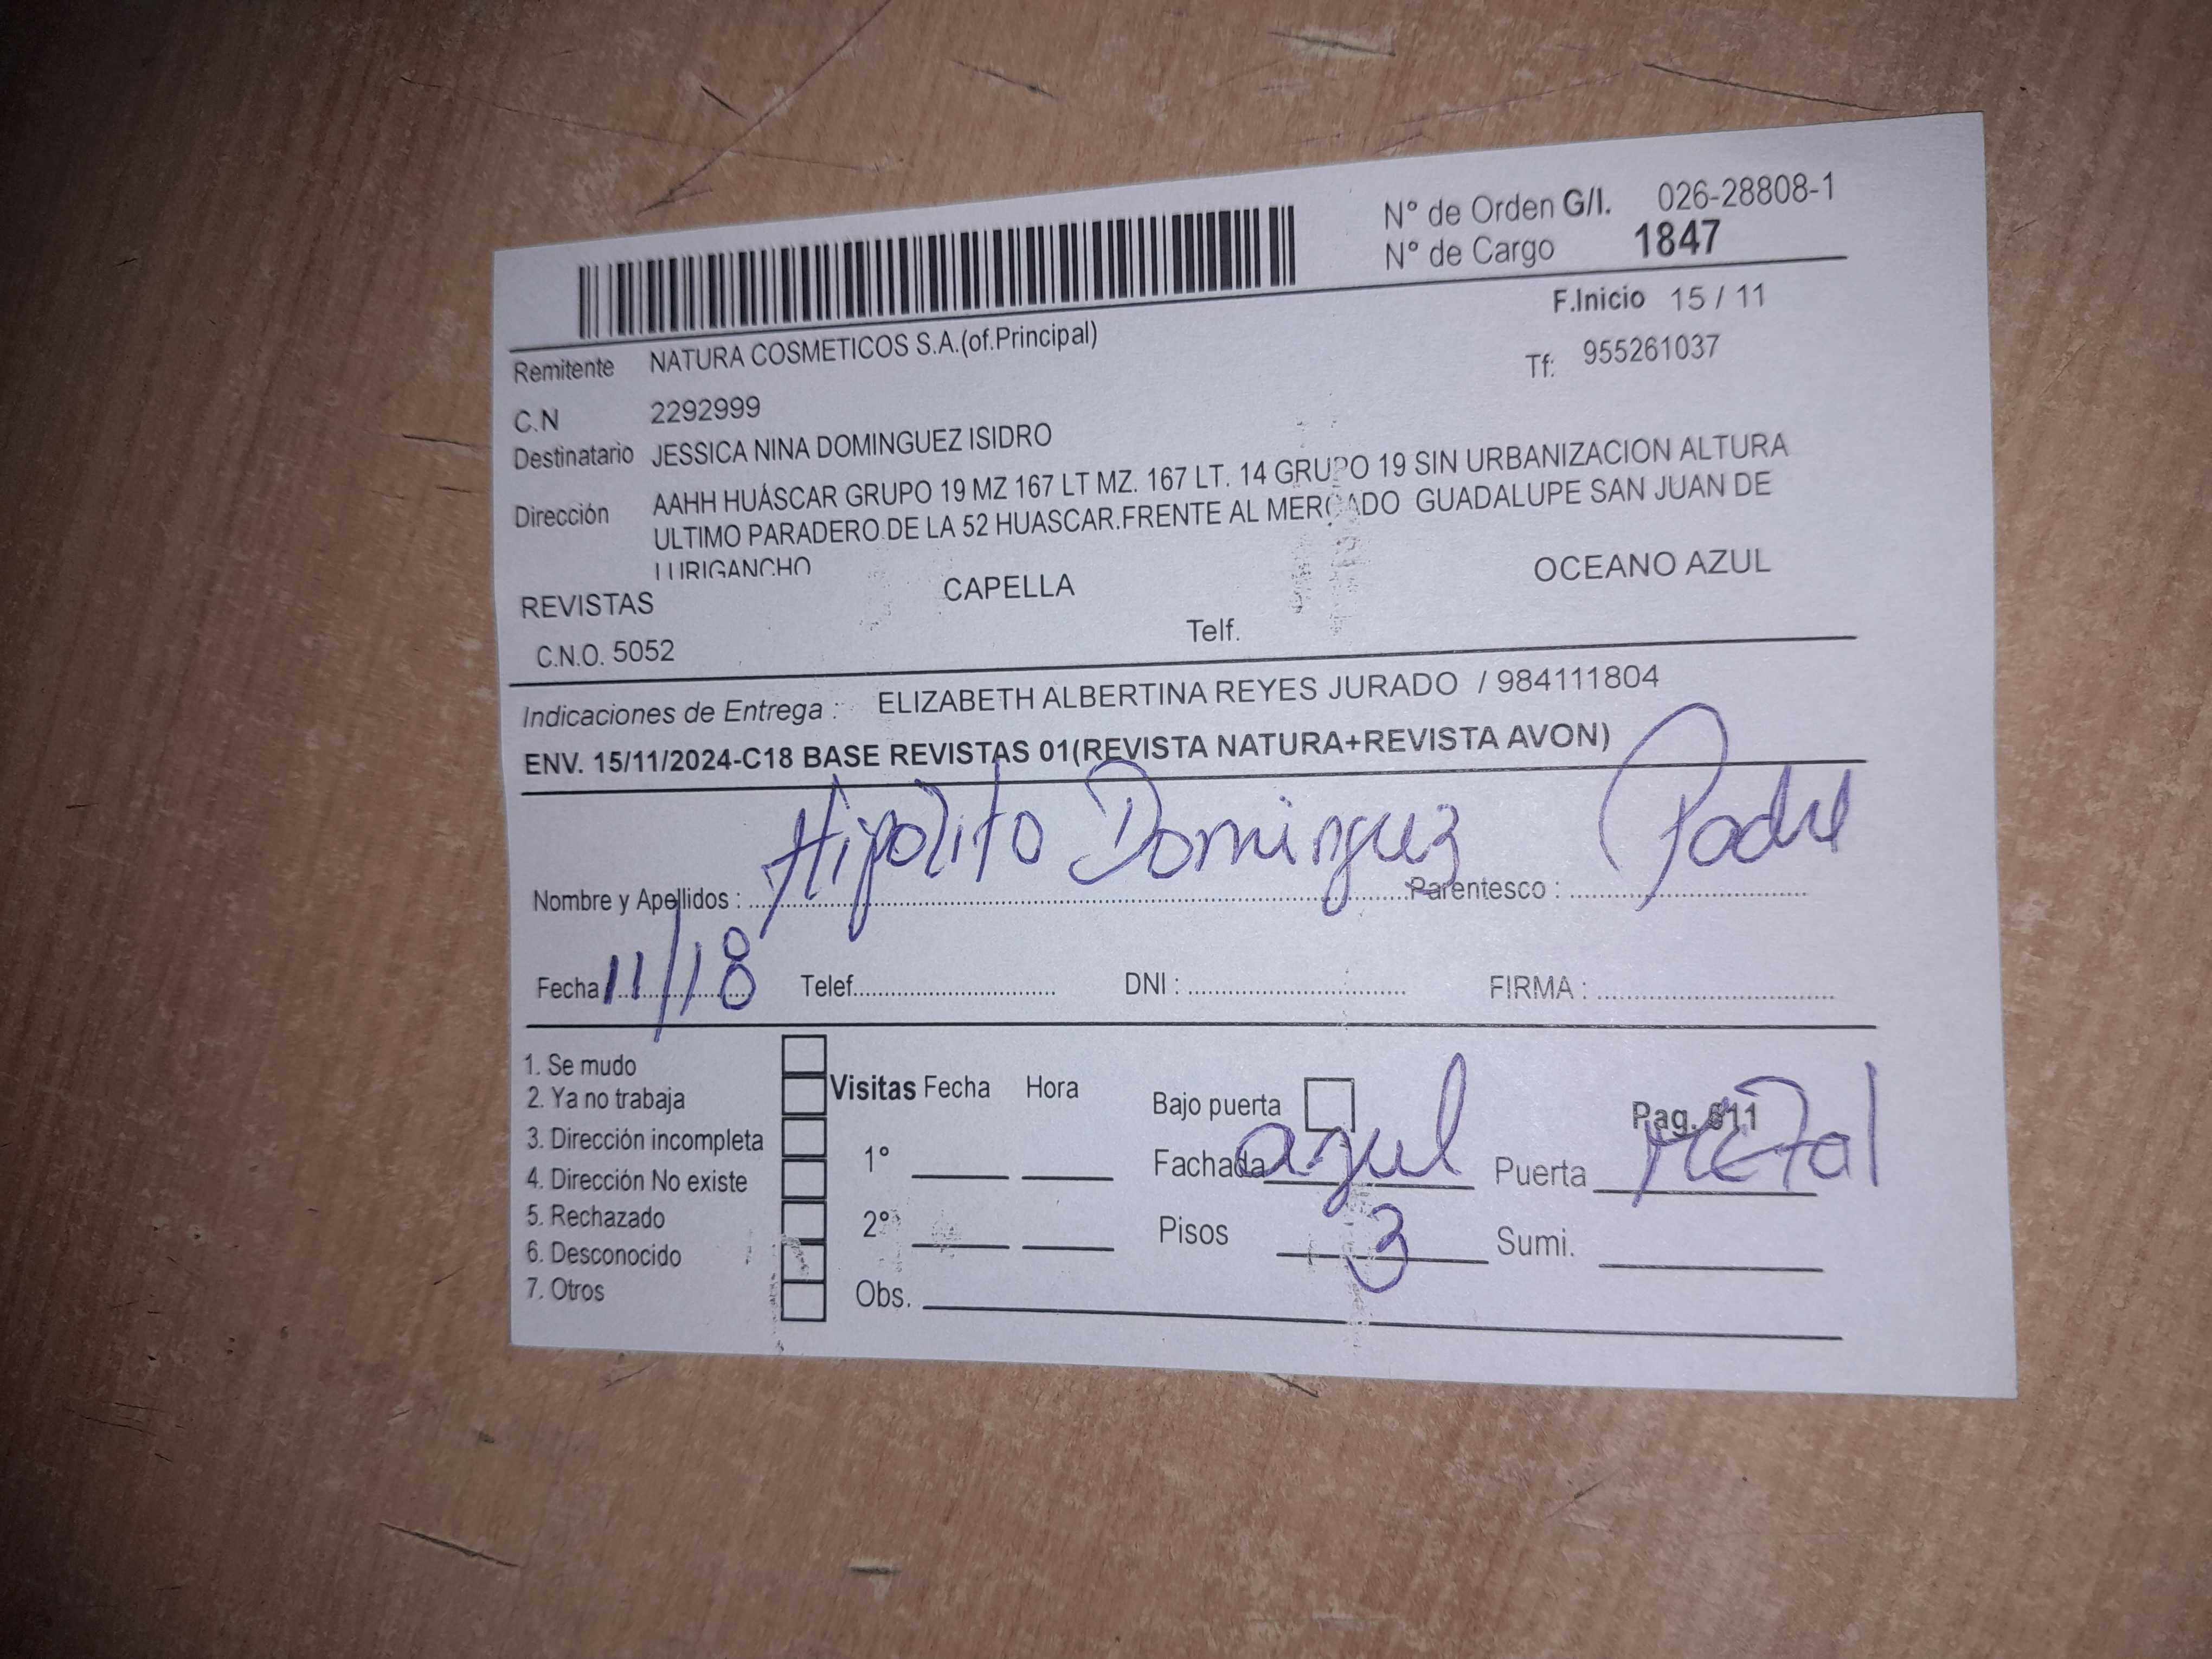 N° de Orden G/I. 026-28808-1
N° de Cargo 1847
F.Inicio 15 / 11
Remitente NATURA COSMETICOS S.A.(of.Principal)
Tf: 955261037
C.N 2292999
Destinatario JESSICA NINA DOMINGUEZ ISIDRO
Dirección AAHH HUÁSCAR GRUPO 19 MZ 167 LT MZ. 167 LT. 14 GRUPO 19 SIN URBANIZACION ALTURA
ULTIMO PARADERO DE LA 52 HUASCAR.FRENTE AL MERCADO GUADALUPE SAN JUAN DE
LURIGANCHO
REVISTAS CAPELLA OCEANO AZUL
C.N.O. 5052 Telf.
Indicaciones de Entrega : ELIZABETH ALBERTINA REYES JURADO / 984111804
ENV. 15/11/2024-C18 BASE REVISTAS 01(REVISTA NATURA+REVISTA AVON)
Nombre y Apellidos : Hipolito Dominguez Parentesco : Padre
Fecha 11/18 Telef. DNI : FIRMA :
1. Se mudo
2. Ya no trabaja
3. Dirección incompleta
4. Dirección No existe
5. Rechazado
6. Desconocido
7. Otros
Visitas Fecha Hora
1°
2°
Obs.
Bajo puerta Pag. 611
Fachada azul Puerta METal
Pisos 3 Sumi.